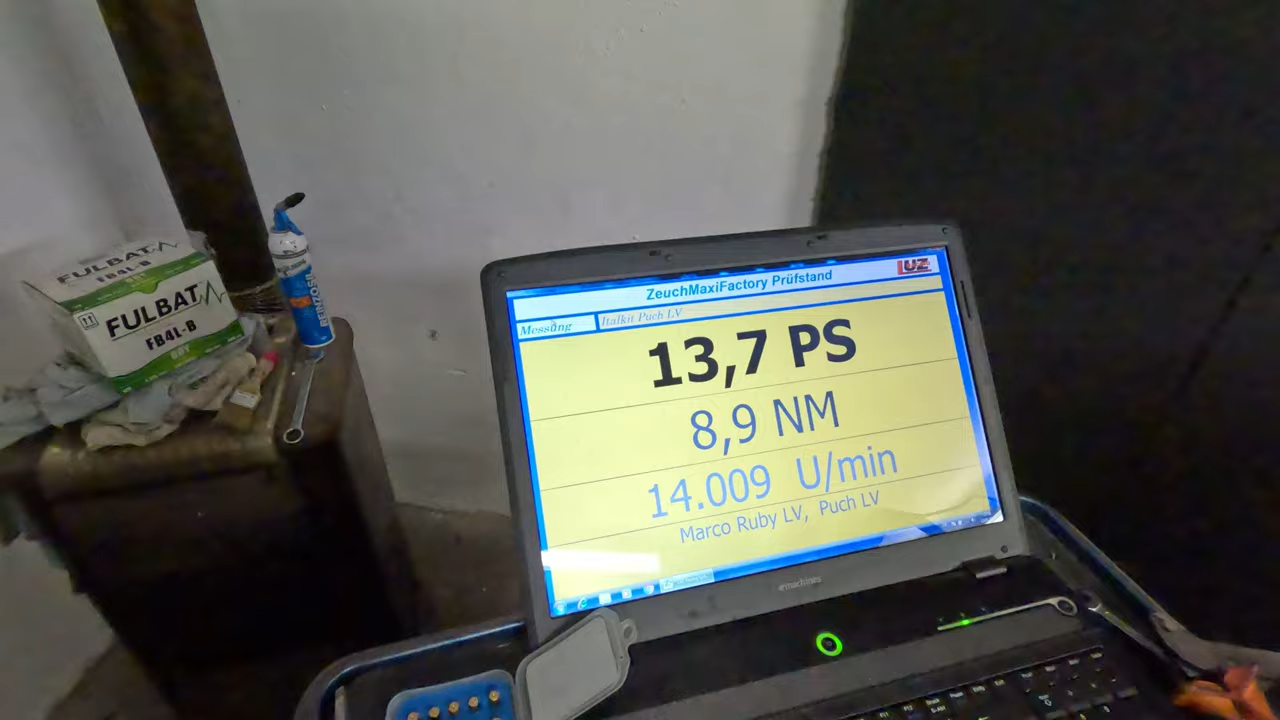 FULBAT
FB4L-B
FULBAT
FB4L-B
BENZOSO
ZeuchMaxiFactory Prüfstand
LUZ
Messung
Italkit Puch LV
13,7 PS
8,9 NM
14.009 U/min
Marco Ruby LV, Puch LV
emachines